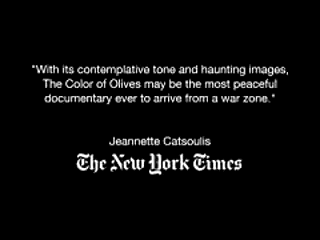 "With its contemplative tone and haunting images,
The Color of Olives may be the most peaceful
documentary ever to arrive from a war zone."
Jeannette Catsoulis
The New York Times